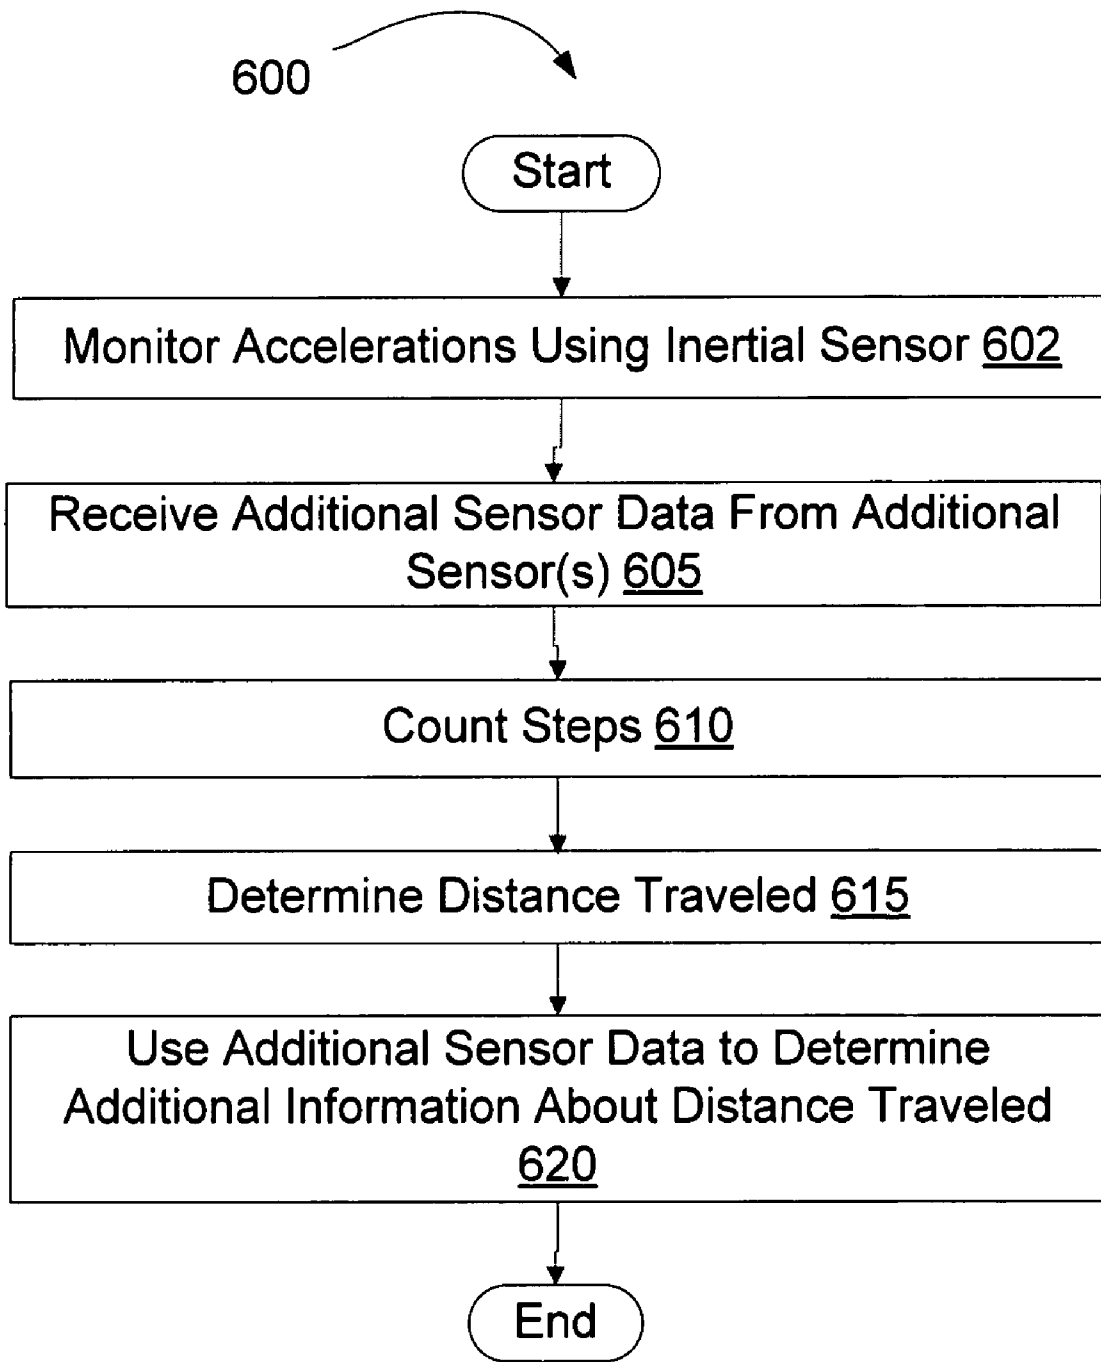 600
Start
Monitor Accelerations Using Inertial Sensor 602
Receive Additional Sensor Data From Additional
Sensor(s) 605
Count Steps 610
Determine Distance Traveled 615
Use Additional Sensor Data to Determine
Additional Information About Distance Traveled
620
End